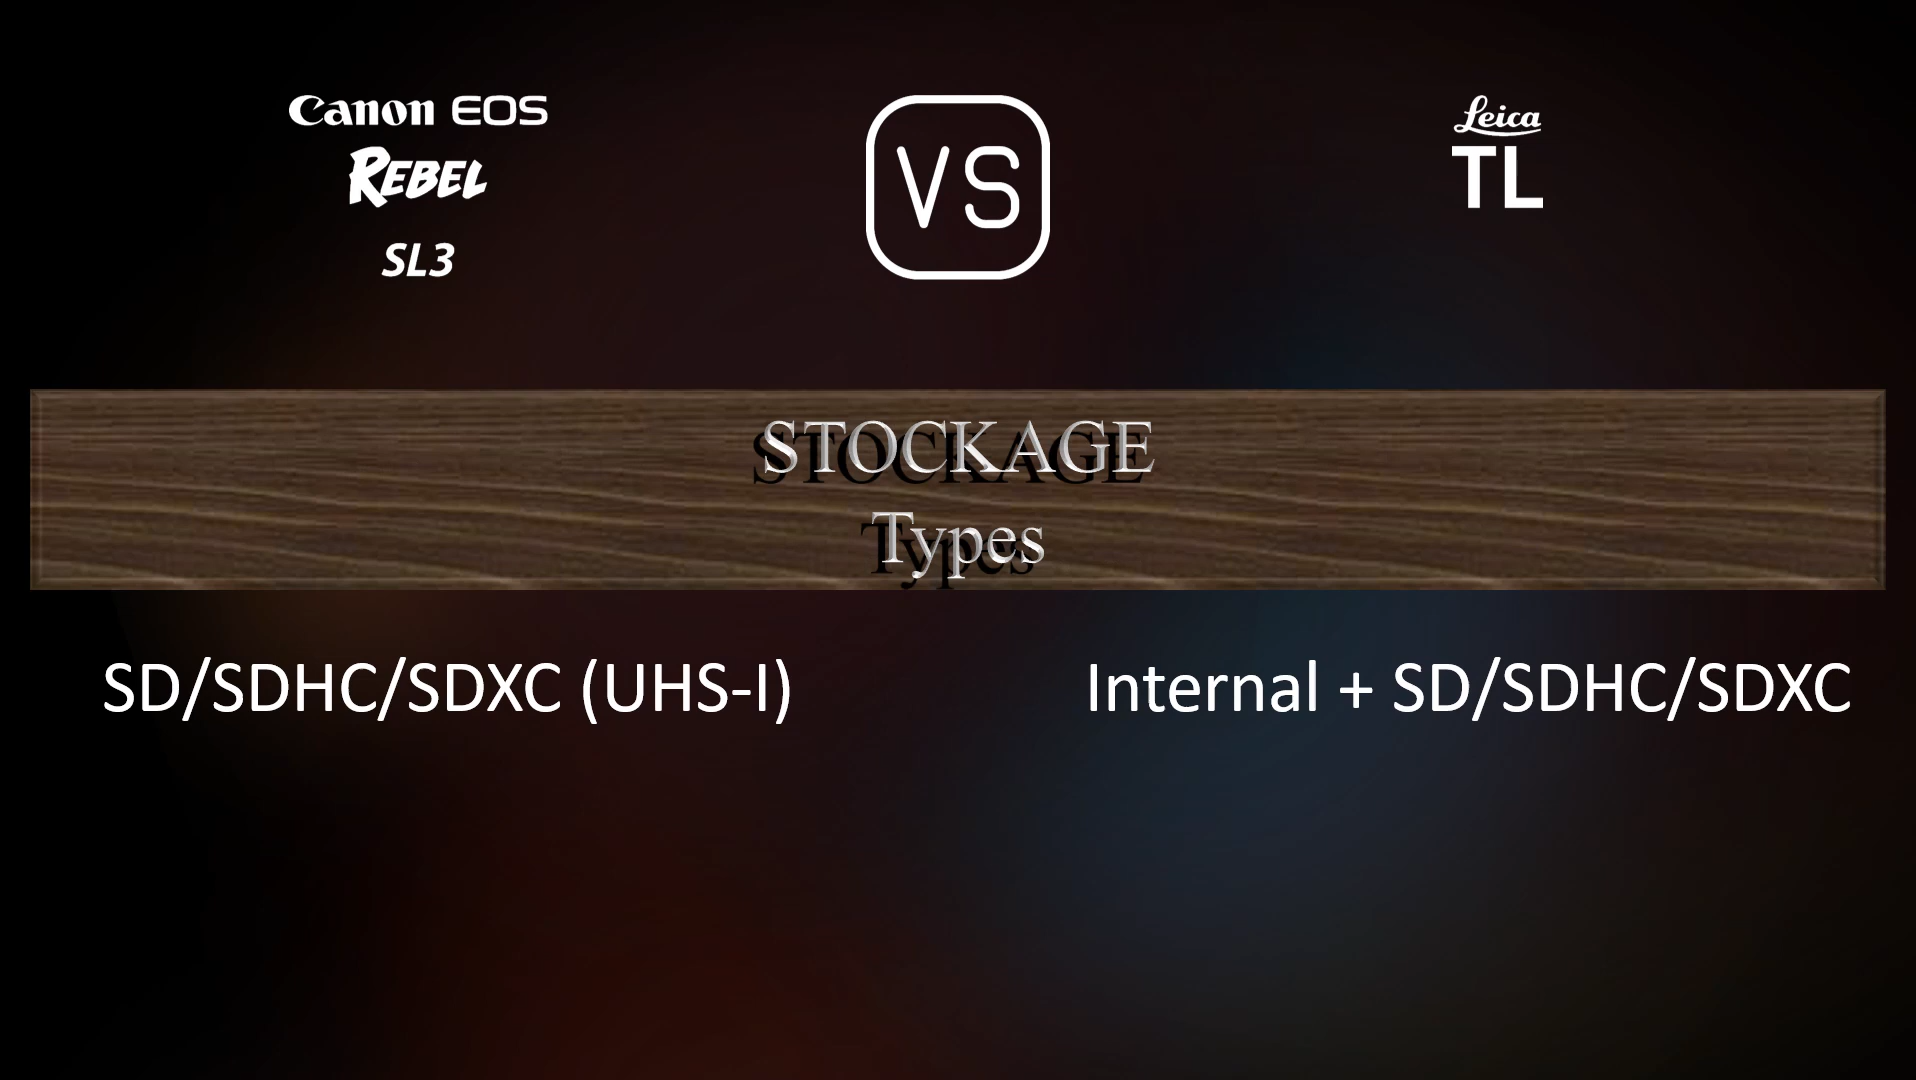 Canon EOS
REBEL
SL3
VS
Leica
TL
STOCKAGE
Types
SD/SDHC/SDXC (UHS-I)
Internal + SD/SDHC/SDXC